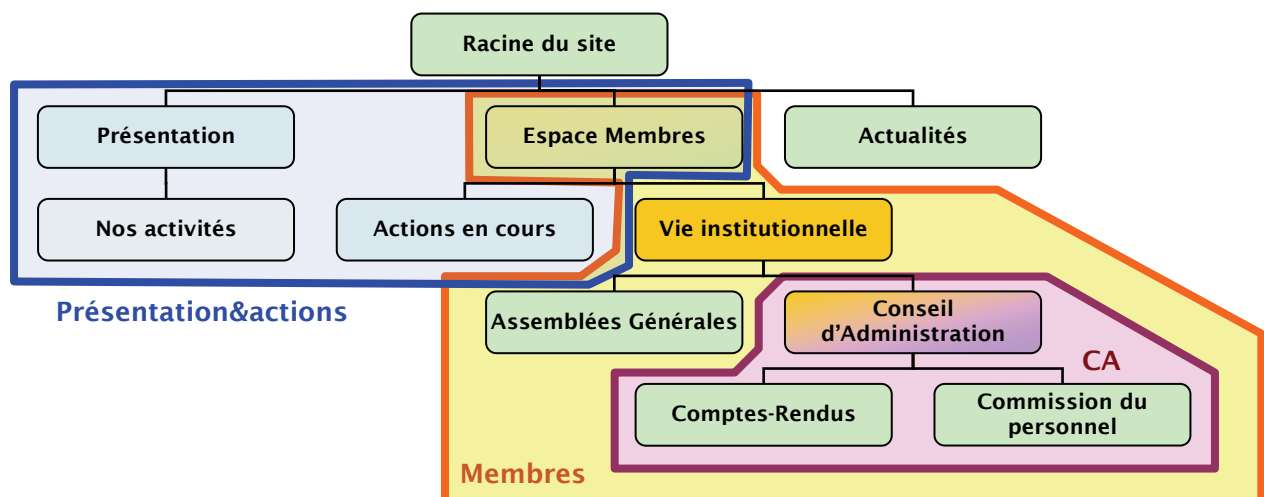 Racine du site
Présentation
Espace Membres
Actualités
Nos activités
Actions en cours
Vie institutionnelle
Présentation&actions
Assemblées Générales
Conseil
d'Administration
CA
Comptes-Rendus
Commission du
personnel
Membres